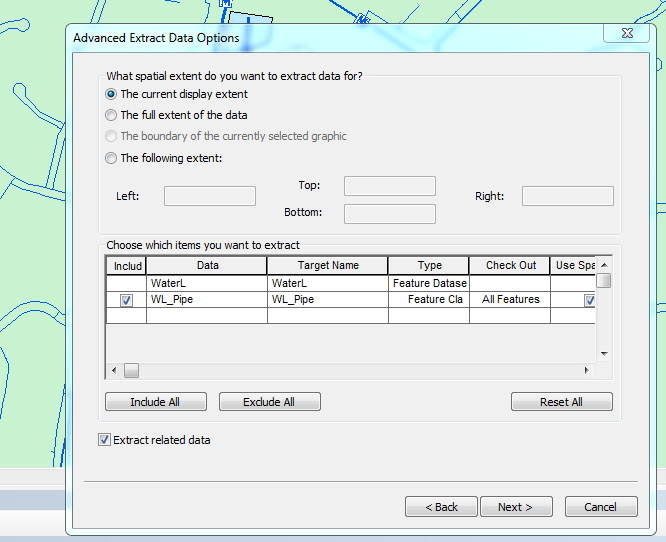 M
M
Advanced Extract Data Options
What spatial extent do you want to extract data for?
The current display extent
The full extent of the data
The boundary of the currently selected graphic
The following extent:
Left:
Top:
Right:
Bottom:
Choose which items you want to extract
Includ Data Target Name Type Check Out Use Spa
WaterL WaterL Feature Datase
WL_Pipe WL_Pipe Feature Cla All Features
Include All Exclude All Reset All
Extract related data
< Back Next > Cancel